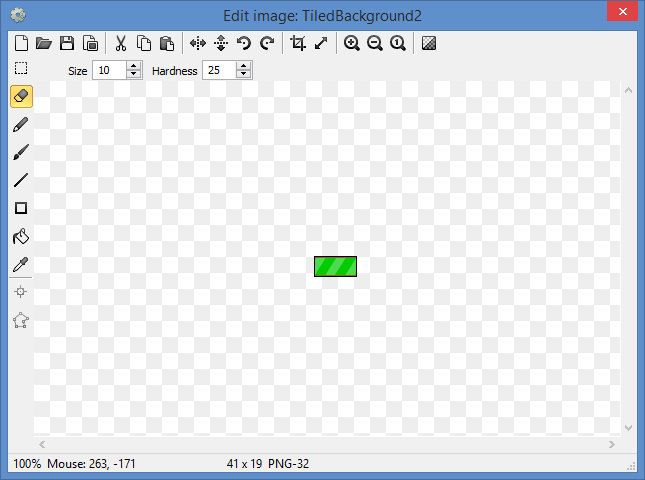 Edit image: TiledBackground2
Size 10 Hardness 25
100% Mouse: 263, -171 41 x 19 PNG-32